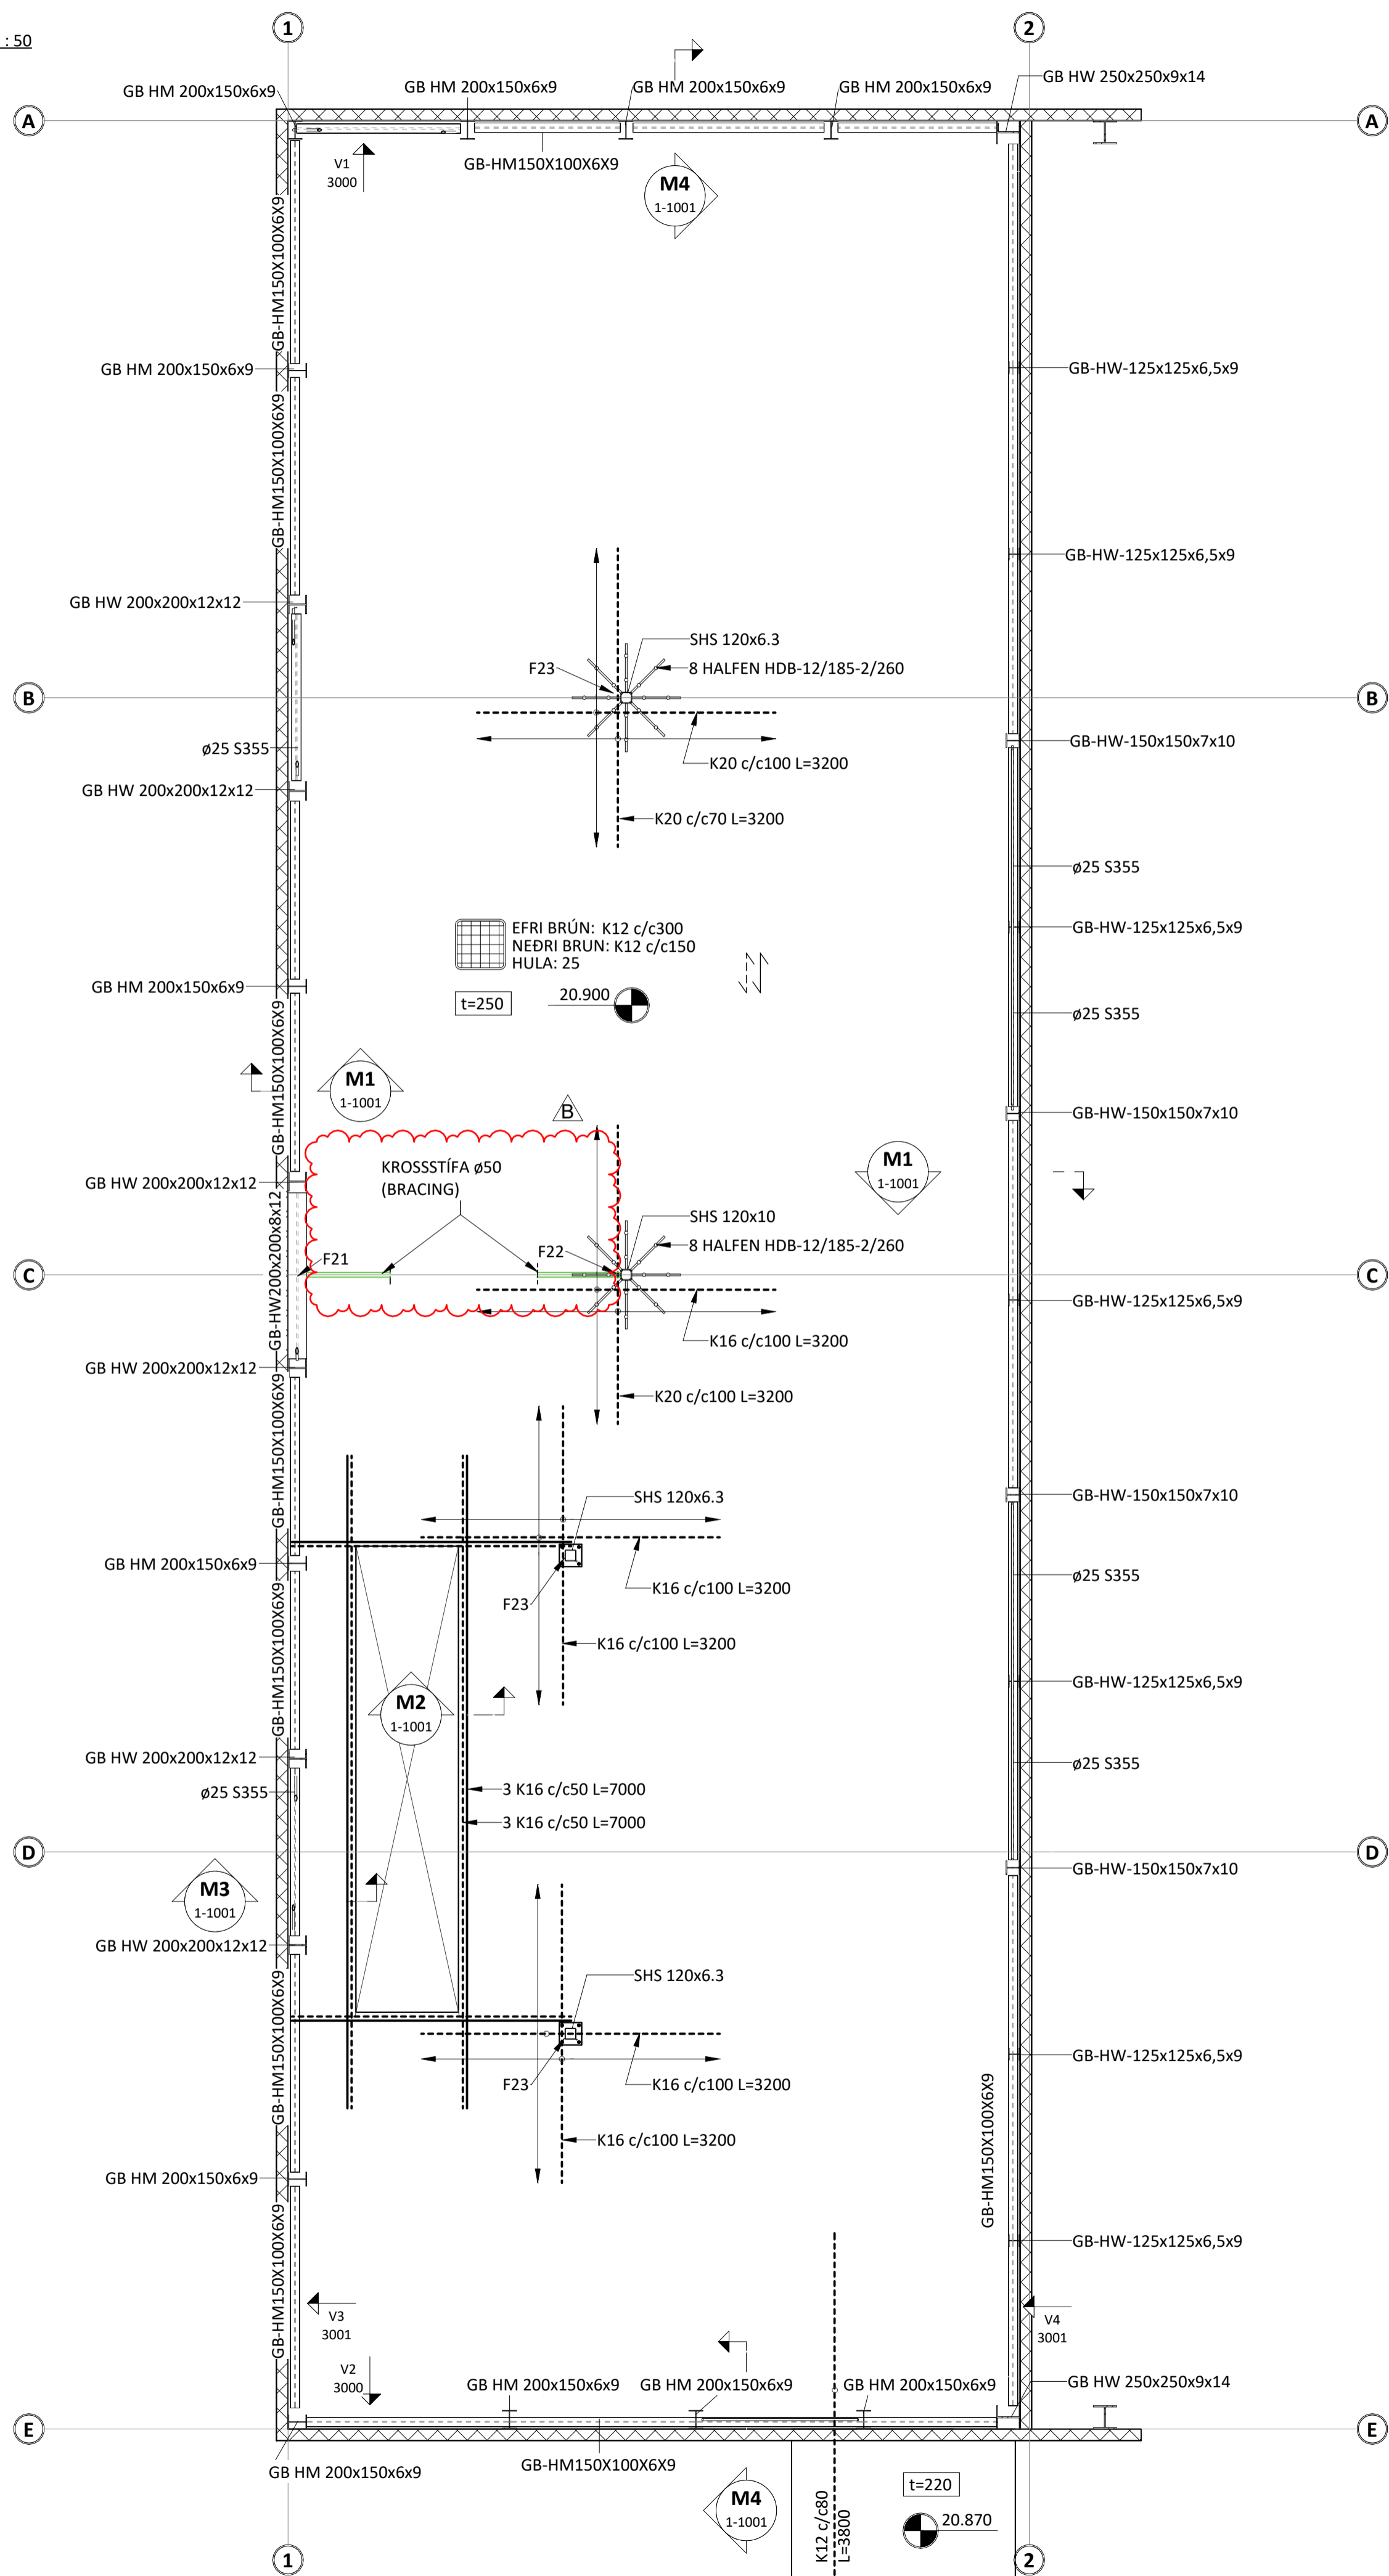 : 50
1
2
GB HM 200x150x6x9
GB HM 200x150x6x9
GB HM 200x150x6x9
GB HM 200x150x6x9
GB HW 250x250x9x14
A
A
V1
3000
GB-HM150X100X6X9
M4
1-1001
GB-HM150X100X6X9
GB HM 200x150x6x9
GB-HW-125x125x6,5x9
GB-HM150X100X6X9
GB-HW-125x125x6,5x9
GB HW 200x200x12x12
SHS 120x6.3
F23
8 HALFEN HDB-12/185-2/260
B
B
GB-HW-150x150x7x10
ø25 S355
K20 c/c100 L=3200
GB HW 200x200x12x12
K20 c/c70 L=3200
ø25 S355
EFRI BRÚN: K12 c/c300
NEÐRI BRUN: K12 c/c150
HULA: 25
GB-HW-125x125x6,5x9
GB HM 200x150x6x9
t=250
20.900
ø25 S355
GB-HM150X100X6X9
M1
1-1001
B
GB-HW-150x150x7x10
KROSSSTÍFA ø50
(BRACING)
M1
1-1001
GB HW 200x200x12x12
GB-HW200x200x8x12
SHS 120x10
F21
F22
8 HALFEN HDB-12/185-2/260
C
C
GB-HW-125x125x6,5x9
K16 c/c100 L=3200
GB HW 200x200x12x12
K20 c/c100 L=3200
GB-HM150X100X6X9
SHS 120x6.3
GB-HW-150x150x7x10
GB HM 200x150x6x9
K16 c/c100 L=3200
ø25 S355
F23
K16 c/c100 L=3200
GB-HM150X100X6X9
GB-HW-125x125x6,5x9
M2
1-1001
GB HW 200x200x12x12
ø25 S355
3 K16 c/c50 L=7000
ø25 S355
3 K16 c/c50 L=7000
D
D
GB-HW-150x150x7x10
M3
1-1001
GB HW 200x200x12x12
SHS 120x6.3
GB-HM150X100X6X9
GB-HW-125x125x6,5x9
F23
K16 c/c100 L=3200
GB-HM150X100X6X9
K16 c/c100 L=3200
GB HM 200x150x6x9
GB-HW-125x125x6,5x9
GB-HM150X100X6X9
V3
3001
V4
3001
V2
3000
GB HM 200x150x6x9
GB HM 200x150x6x9
GB HM 200x150x6x9
GB HW 250x250x9x14
E
E
GB HM 200x150x6x9
GB-HM150X100X6X9
t=220
M4
1-1001
K12 c/c80
L=3800
20.870
1
2